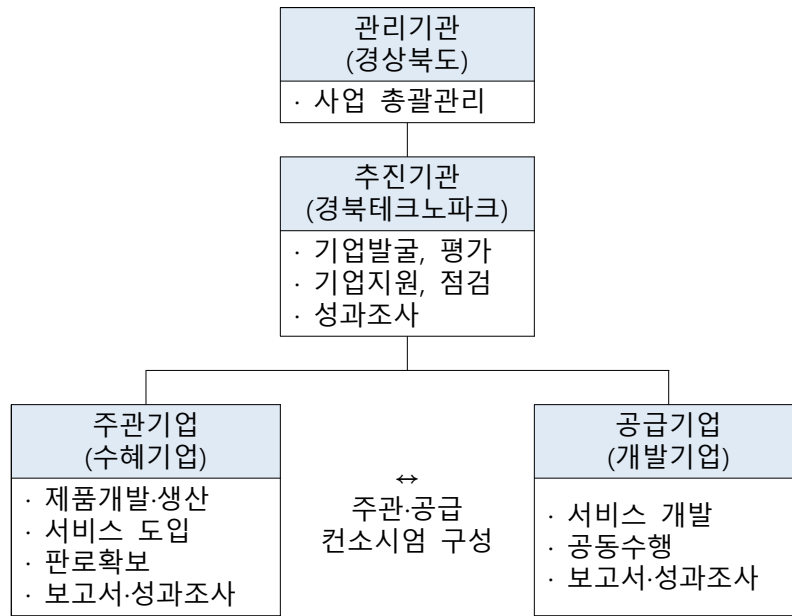 관리기관
(경상북도)
· 사업 총괄관리
추진기관
(경북테크노파크)
· 기업발굴, 평가
· 기업지원, 점검
· 성과조사
주관기업
(수혜기업)
· 제품개발·생산
· 서비스 도입
· 판로확보
· 보고서·성과조사
↔
주관·공급
컨소시엄 구성
공급기업
(개발기업)
· 서비스 개발
· 공동수행
· 보고서·성과조사